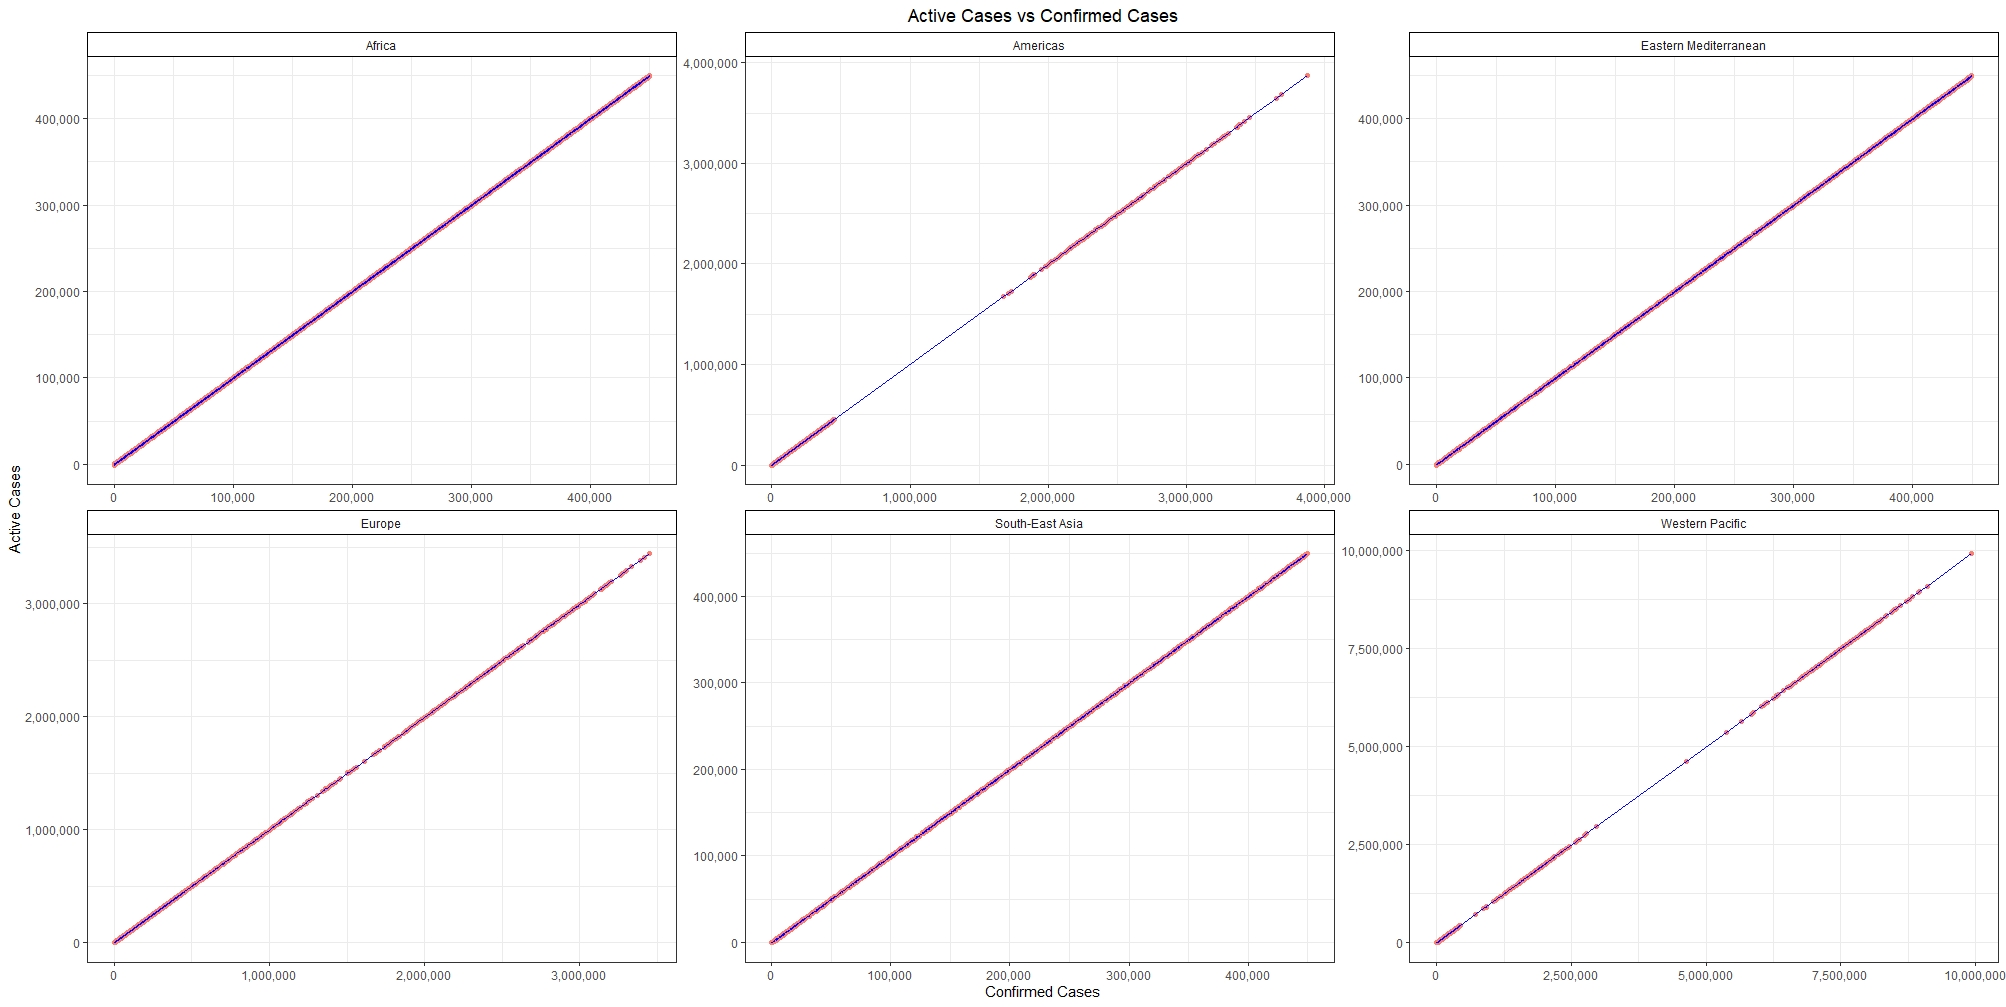 Active Cases vs Confirmed Cases
Africa
Americas
Eastern Mediterranean
400,000
300,000
200,000
100,000
0
0 100,000 200,000 300,000 400,000
4,000,000
3,000,000
2,000,000
1,000,000
0
0 1,000,000 2,000,000 3,000,000 4,000,000
400,000
300,000
200,000
100,000
0
0 100,000 200,000 300,000 400,000
Active Cases
Europe
South-East Asia
Western Pacific
3,000,000
2,000,000
1,000,000
0
0 1,000,000 2,000,000 3,000,000
400,000
300,000
200,000
100,000
0
0 100,000 200,000 300,000 400,000
10,000,000
7,500,000
5,000,000
2,500,000
0
0 2,500,000 5,000,000 7,500,000 10,000,000
Confirmed Cases